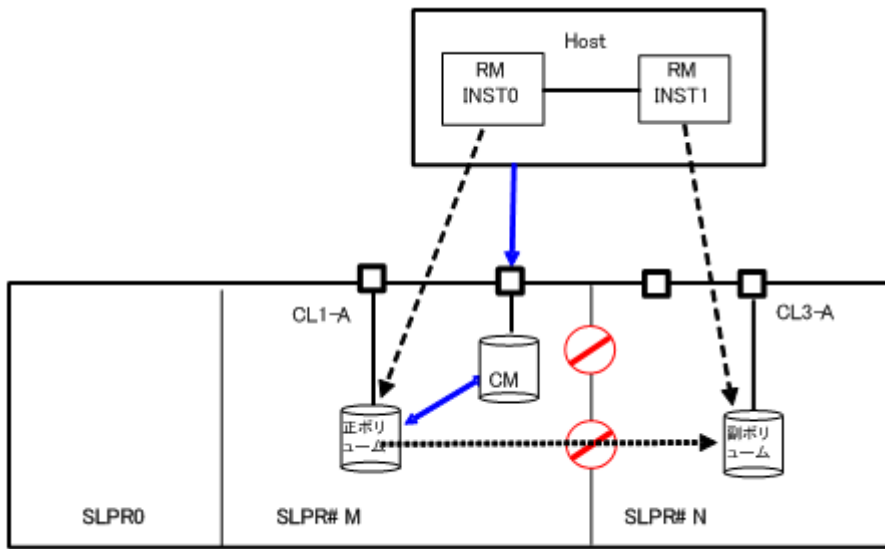 Host
RM
INST0
RM
INST1
CL1-A
CL3-A
CM
正ボリ
ューム
副ボリ
ューム
SLPR0
SLPR# M
SLPR# N